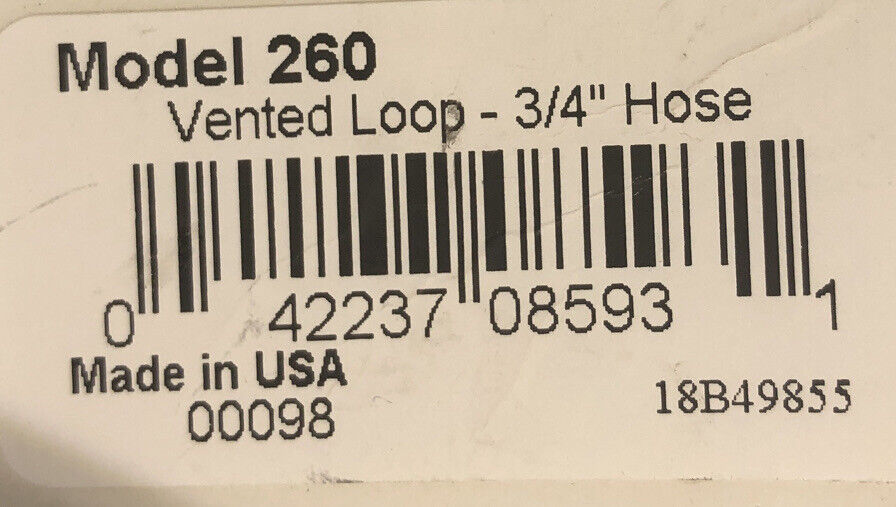 Model 260
Vented Loop - 3/4" Hose
0 42237 08593 1
Made in USA
00098
18B49855